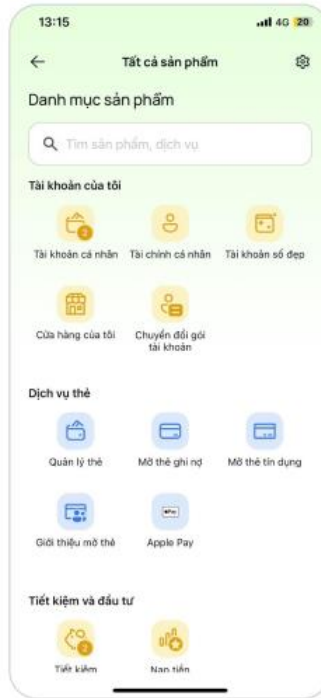 13:15
4G 20
Tất cả sản phẩm
Danh mục sản phẩm
Tìm sản phẩm, dịch vụ
Tài khoản của tôi
Tài khoản cá nhân Tài chính cá nhân Tài khoản số đẹp
Cửa hàng của tôi Chuyển đổi gói
tài khoản
Dịch vụ thẻ
Quản lý thẻ Mở thẻ ghi nợ Mở thẻ tín dụng
Giới thiệu mở thẻ Apple Pay
Tiết kiệm và đầu tư
Tiết kiệm Nạp tiền